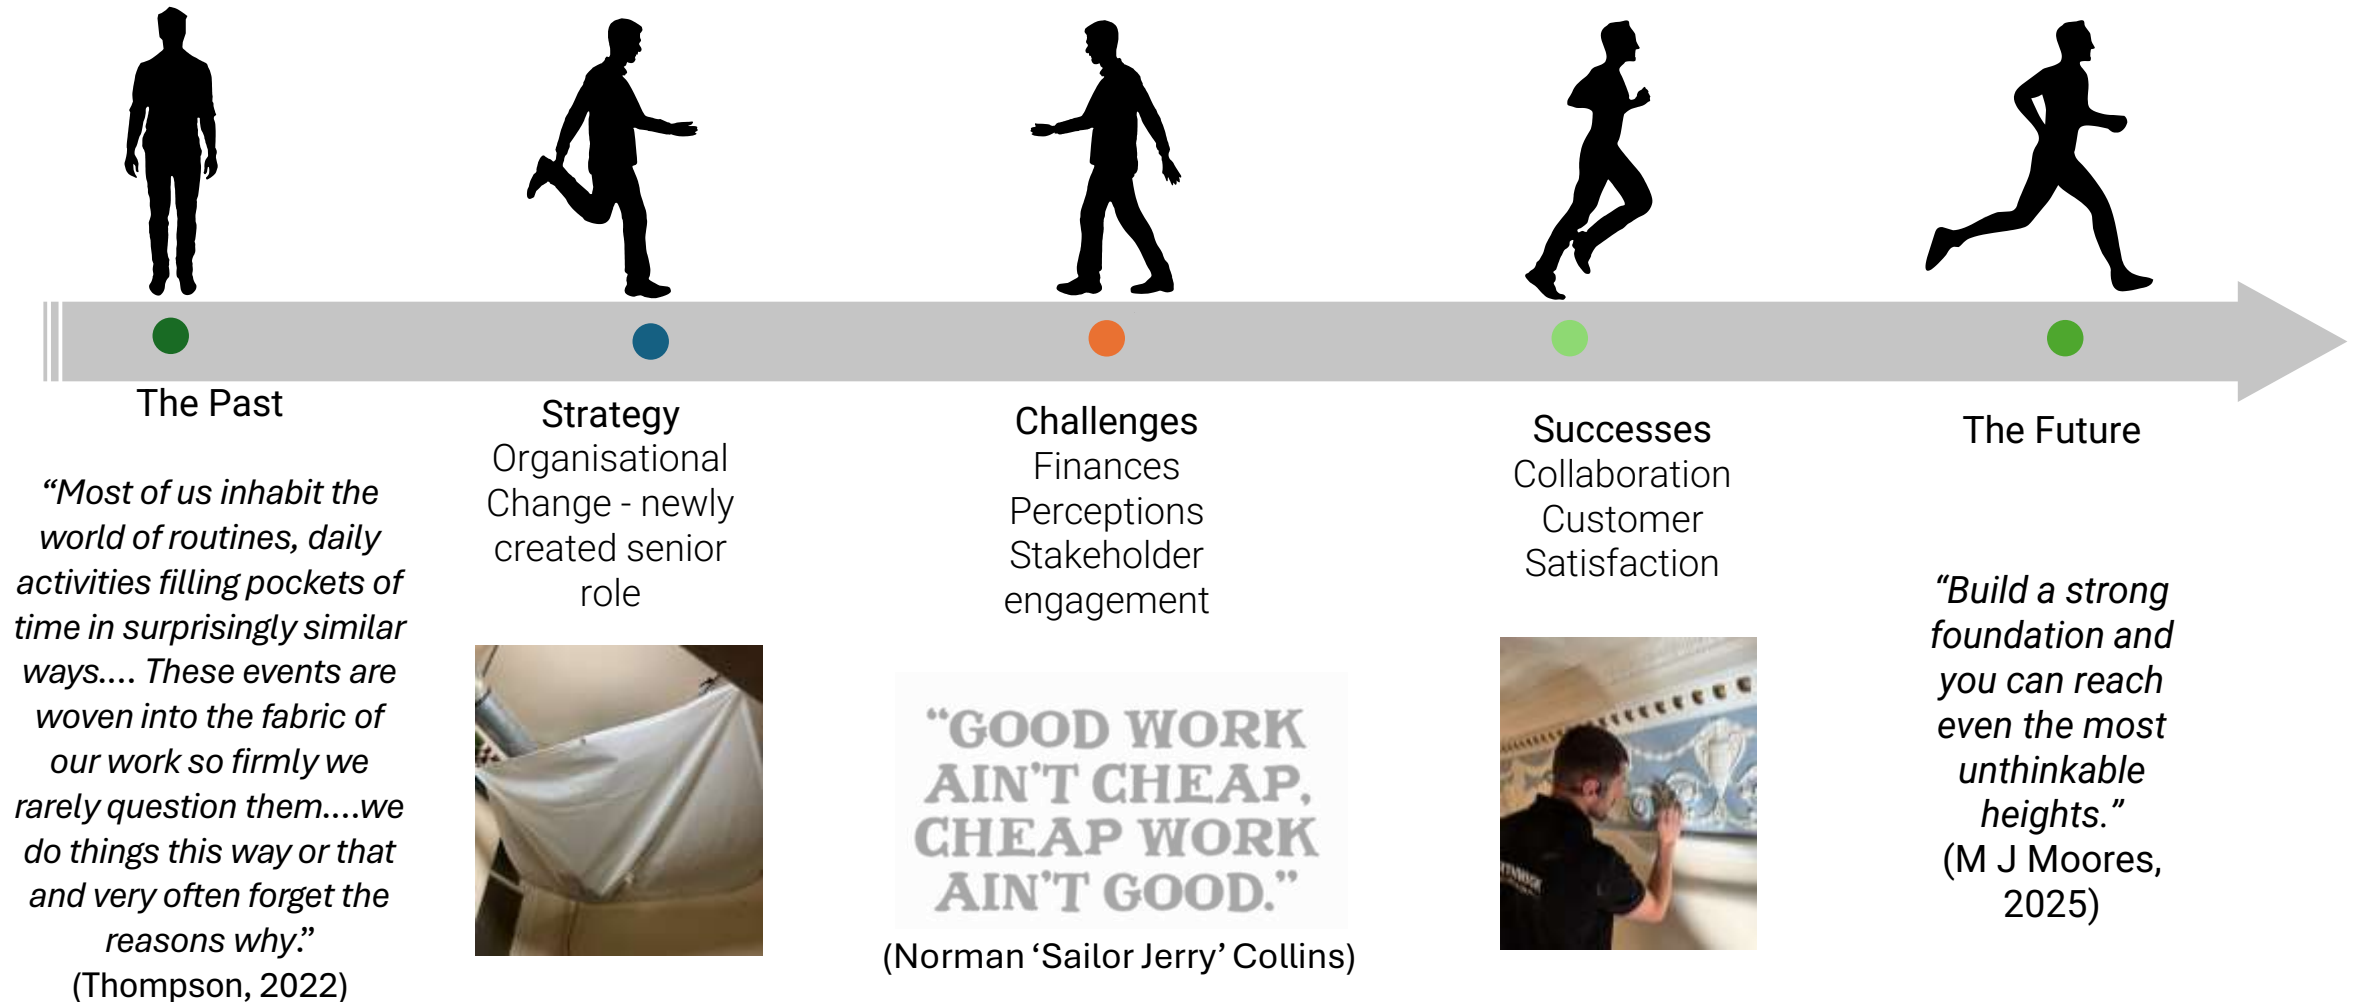 The Past
“Most of us inhabit the
world of routines, daily
activities filling pockets of
time in surprisingly similar
ways.... These events are
woven into the fabric of
our work so firmly we
rarely question them....we
do things this way or that
and very often forget the
reasons why.”
(Thompson, 2022)
Strategy
Organisational
Change - newly
created senior
role
Challenges
Finances
Perceptions
Stakeholder
engagement
“GOOD WORK
AIN'T CHEAP,
CHEAP WORK
AIN'T GOOD.”
(Norman ‘Sailor Jerry’ Collins)
Successes
Collaboration
Customer
Satisfaction
The Future
“Build a strong
foundation and
you can reach
even the most
unthinkable
heights.”
(M J Moores,
2025)